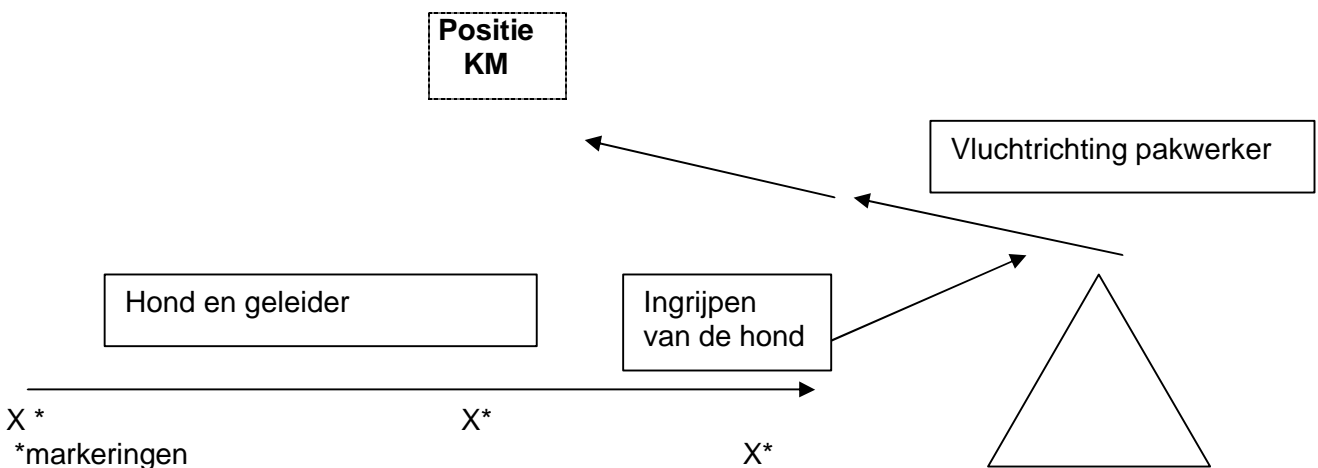 Positie
KM
Vluchtrichting pakwerker
Hond en geleider
Ingrijpen
van de hond
X *
X*
*markeringen
X*